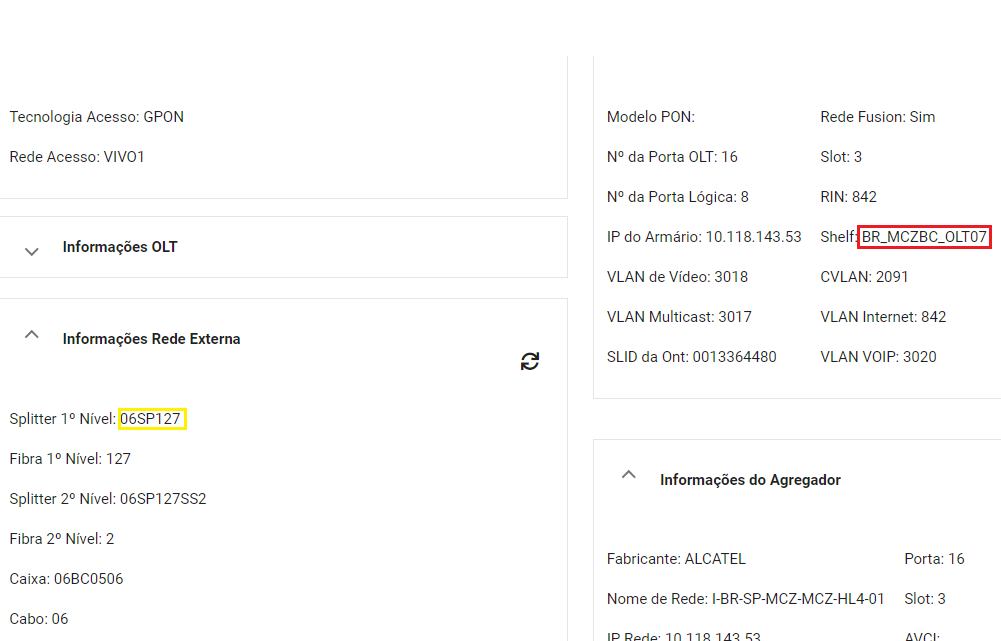 Tecnologia Acesso: GPON
Rede Acesso: VIVO1
Informações OLT
Informações Rede Externa
Splitter 1º Nível: 06SP127
Fibra 1º Nível: 127
Splitter 2º Nível: 06SP127SS2
Fibra 2º Nível: 2
Caixa: 06BC0506
Cabo: 06
Modelo PON:
Rede Fusion: Sim
Nº da Porta OLT: 16
Slot: 3
Nº da Porta Lógica: 8
RIN: 842
IP do Armário: 10.118.143.53
Shelf: BR_MCZBC_OLT07
VLAN de Vídeo: 3018
CVLAN: 2091
VLAN Multicast: 3017
VLAN Internet: 842
SLID da Ont: 0013364480
VLAN VOIP: 3020
Informações do Agregador
Fabricante: ALCATEL
Porta: 16
Nome de Rede: I-BR-SP-MCZ-MCZ-HL4-01
Slot: 3
IP Rede: 10.118.143.53
AVCI: